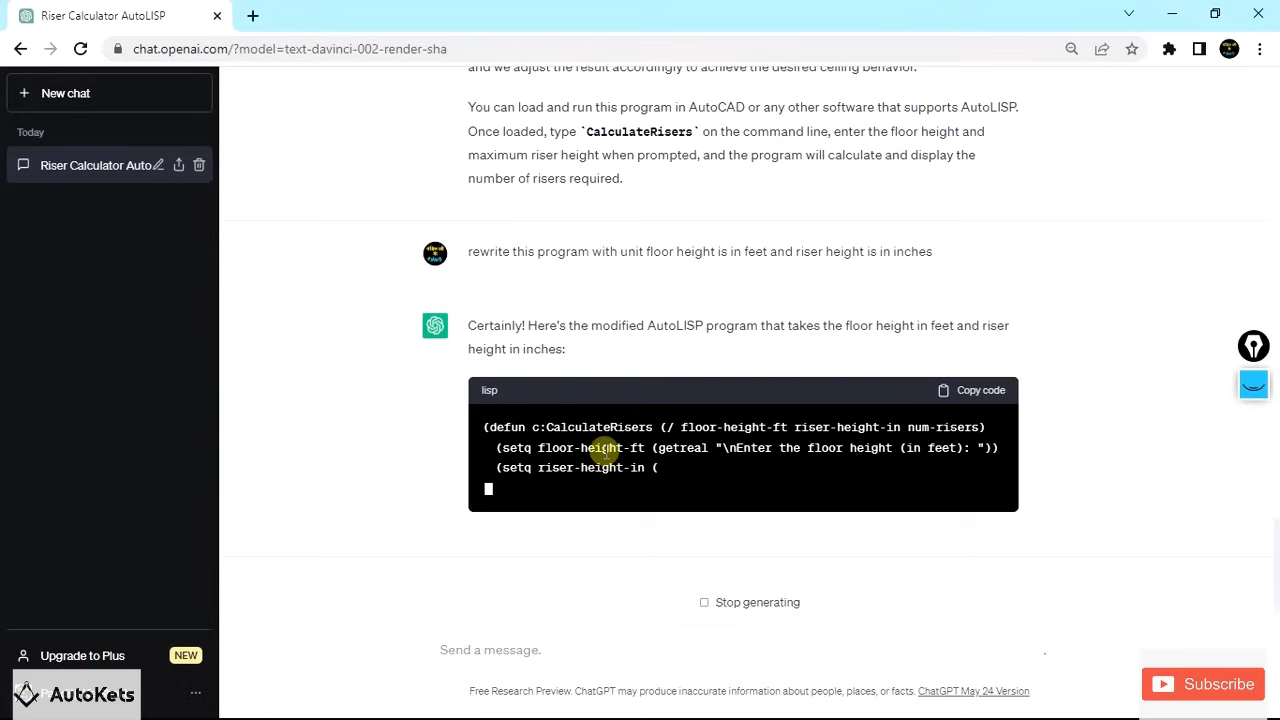 Riser Calculator AutoLISP
chat.openai.com/?model=text-davinci-002-render-sha
New chat
Today
Riser Calculator Auto
and we adjust the result accordingly to achieve the desired ceiling behavior.
You can load and run this program in AutoCAD or any other software that supports AutoLISP.
Once loaded, type `CalculateRisers` on the command line, enter the floor height and
maximum riser height when prompted, and the program will calculate and display the
number of risers required.
rewrite this program with unit floor height is in feet and riser height is in inches
Certainly! Here's the modified AutoLISP program that takes the floor height in feet and riser
height in inches:
lisp
Copy code
(defun c:CalculateRisers (/ floor-height-ft riser-height-in num-risers)
(setq floor-height-ft (getreal "\nEnter the floor height (in feet): "))
(setq riser-height-in (
Stop generating
Send a message.
Free Research Preview. ChatGPT may produce inaccurate information about people, places, or facts. ChatGPT May 24 Version
Upgrade to Plus
NEW
AutoKets
Subscribe